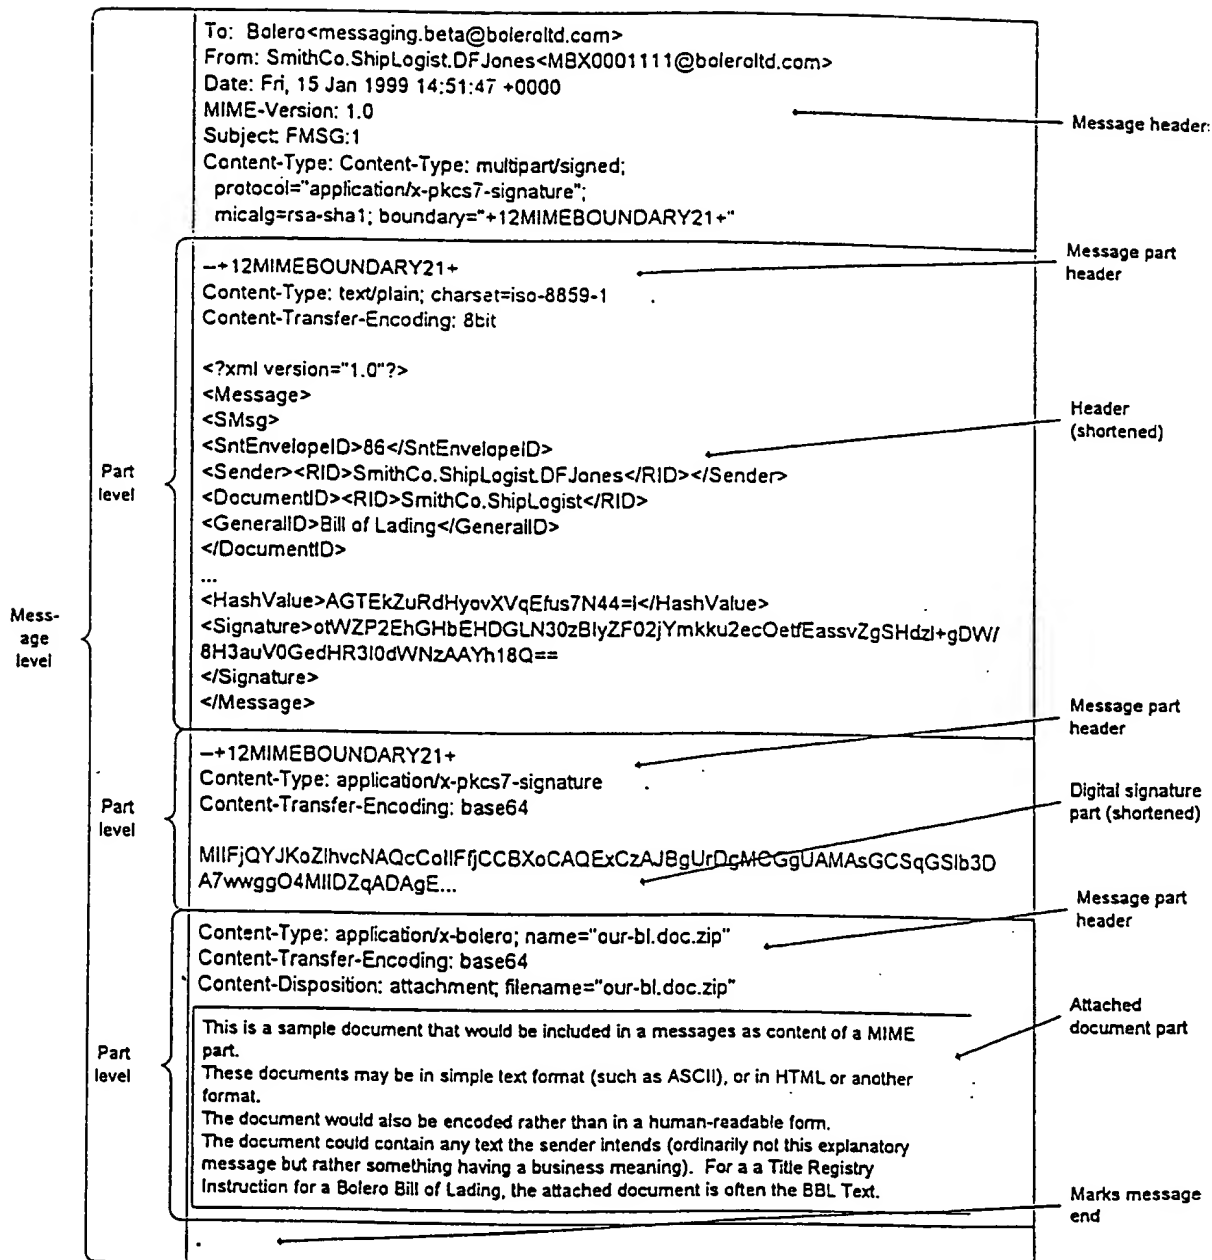 To: Bolero<messaging.beta@boleroltd.com>
From: SmithCo.ShipLogist.DFJones<MBX0001111@boleroltd.com>
Date: Fri, 15 Jan 1999 14:51:47 +0000
MIME-Version: 1.0
Subject: FMSG:1
Content-Type: Content-Type: multipart/signed;
protocol="application/x-pkcs7-signature";
micalg=rsa-sha1; boundary="+12MIMEBOUNDARY21+"
Message header:
--+12MIMEBOUNDARY21+
Content-Type: text/plain; charset=iso-8859-1
Content-Transfer-Encoding: 8bit
Message part
header
<?xml version="1.0"?>
<Message>
<SMsg>
<SntEnvelopeID>86</SntEnvelopeID>
<Sender><RID>SmithCo.ShipLogist.DFJones</RID></Sender>
<DocumentID><RID>SmithCo.ShipLogist</RID>
<GeneralID>Bill of Lading</GeneralID>
</DocumentID>
...
<HashValue>AGTEkZuRdHyovXVqEfus7N44=i</HashValue>
<Signature>otWZP2EhGHbEHDGLN30zBIyZF02jYmkku2ecOetfEassvZgSHdzI+gDW/
8H3auV0GedHR3I0dWNzAAYh18Q==
</Signature>
</Message>
Header
(shortened)
Part
level
Mess-
age
level
--+12MIMEBOUNDARY21+
Content-Type: application/x-pkcs7-signature
Content-Transfer-Encoding: base64
Message part
header
MIIFjQYJKoZIhvcNAQcCoIIFfjCCBXoCAQExCzAJBgUrDgMCGgUAMAsGCSqGSIb3D
A7wwggO4MIIDZqADAgE...
Digital signature
part (shortened)
Part
level
Content-Type: application/x-bolero; name="our-bl.doc.zip"
Content-Transfer-Encoding: base64
Content-Disposition: attachment; filename="our-bl.doc.zip"
Message part
header
This is a sample document that would be included in a messages as content of a MIME
part.
These documents may be in simple text format (such as ASCII), or in HTML or another
format.
The document would also be encoded rather than in a human-readable form.
The document could contain any text the sender intends (ordinarily not this explanatory
message but rather something having a business meaning). For a a Title Registry
Instruction for a Bolero Bill of Lading, the attached document is often the BBL Text.
Attached
document part
Part
level
.
Marks message
end